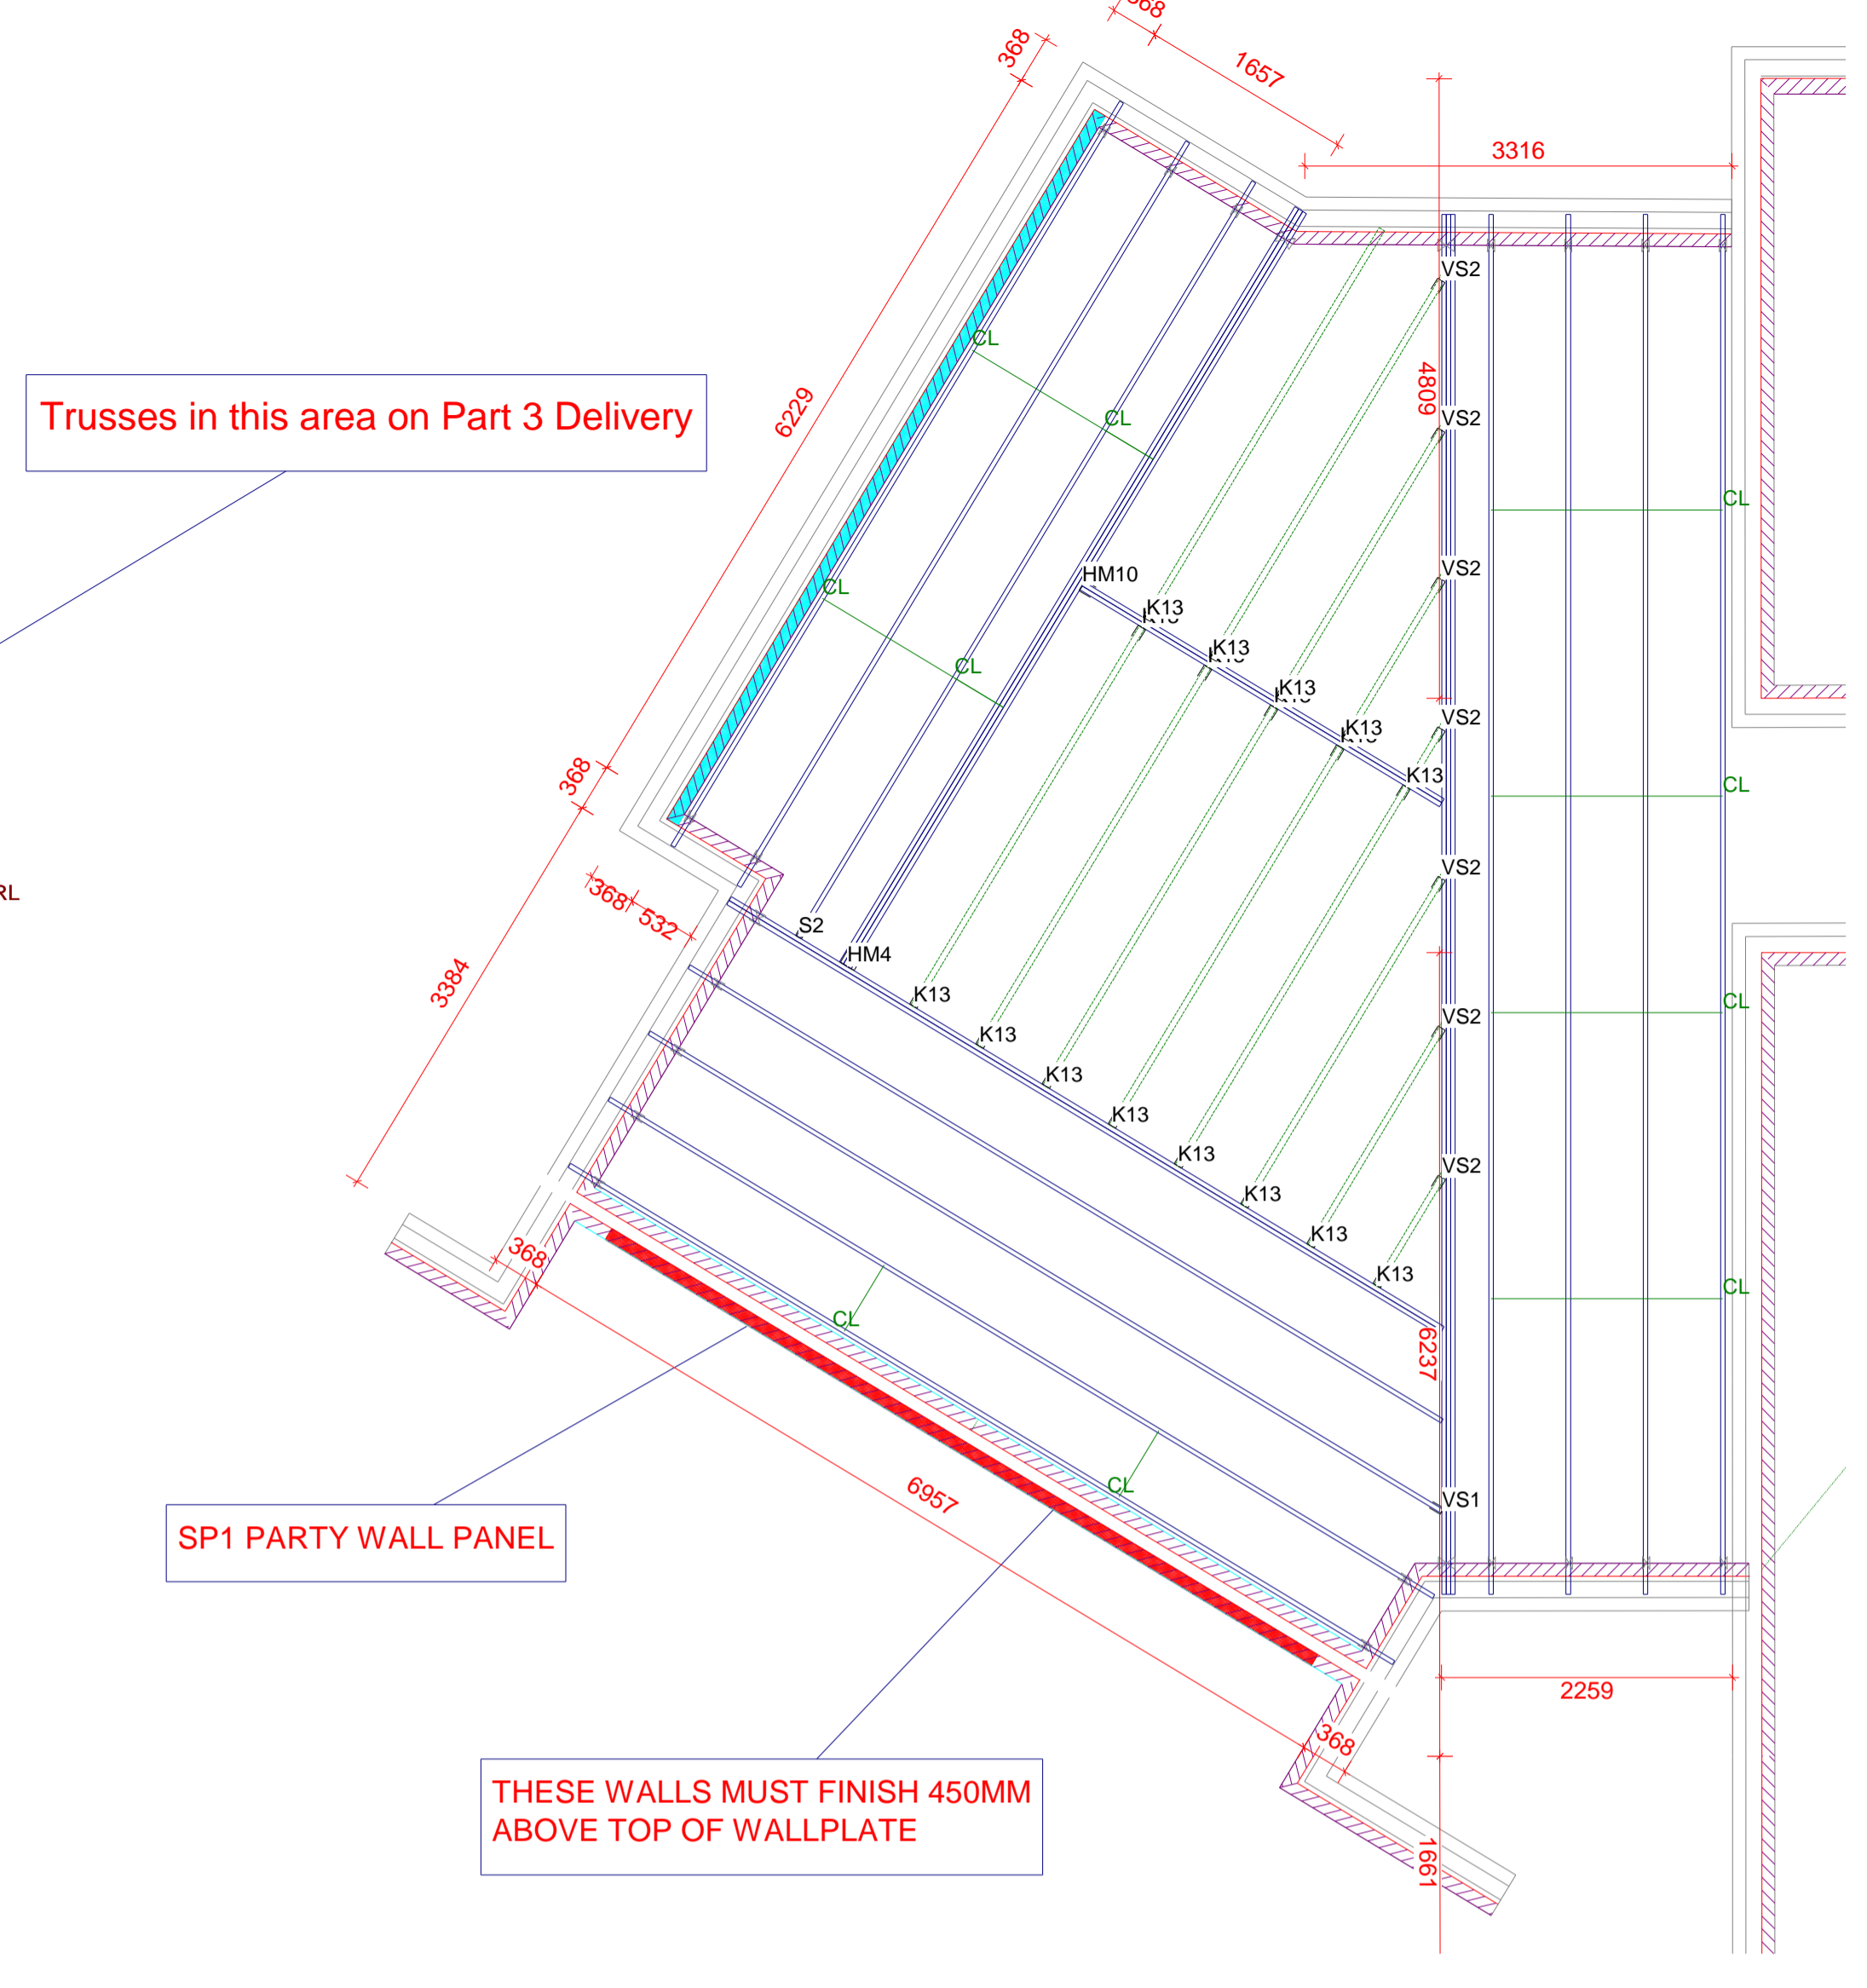 368
368
1657
3316
VS2
CL
4809
CL
VS2
Trusses in this area on Part 3 Delivery
6229
CL
VS2
HM10
CL
K13
K13
K13
K13
CL
VS2
K13
368
CL
VS2
RL
368
532
S2
HM4
K13
3384
CL
VS2
K13
K13
K13
K13
VS2
K13
K13
368
K13
CL
CL
6237
CL
6957
VS1
SP1 PARTY WALL PANEL
2259
368
THESE WALLS MUST FINISH 450MM
ABOVE TOP OF WALLPLATE
1661